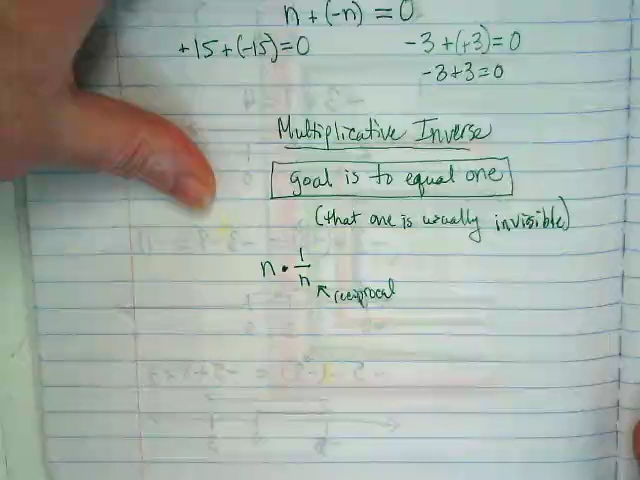 n + (-n) = 0
+15 + (-15) = 0 -3 + (+3) = 0
-3 + 3 = 0
Multiplicative Inverse
goal is to equal one
(that one is usually invisible)
n · 1/n
reciprocal